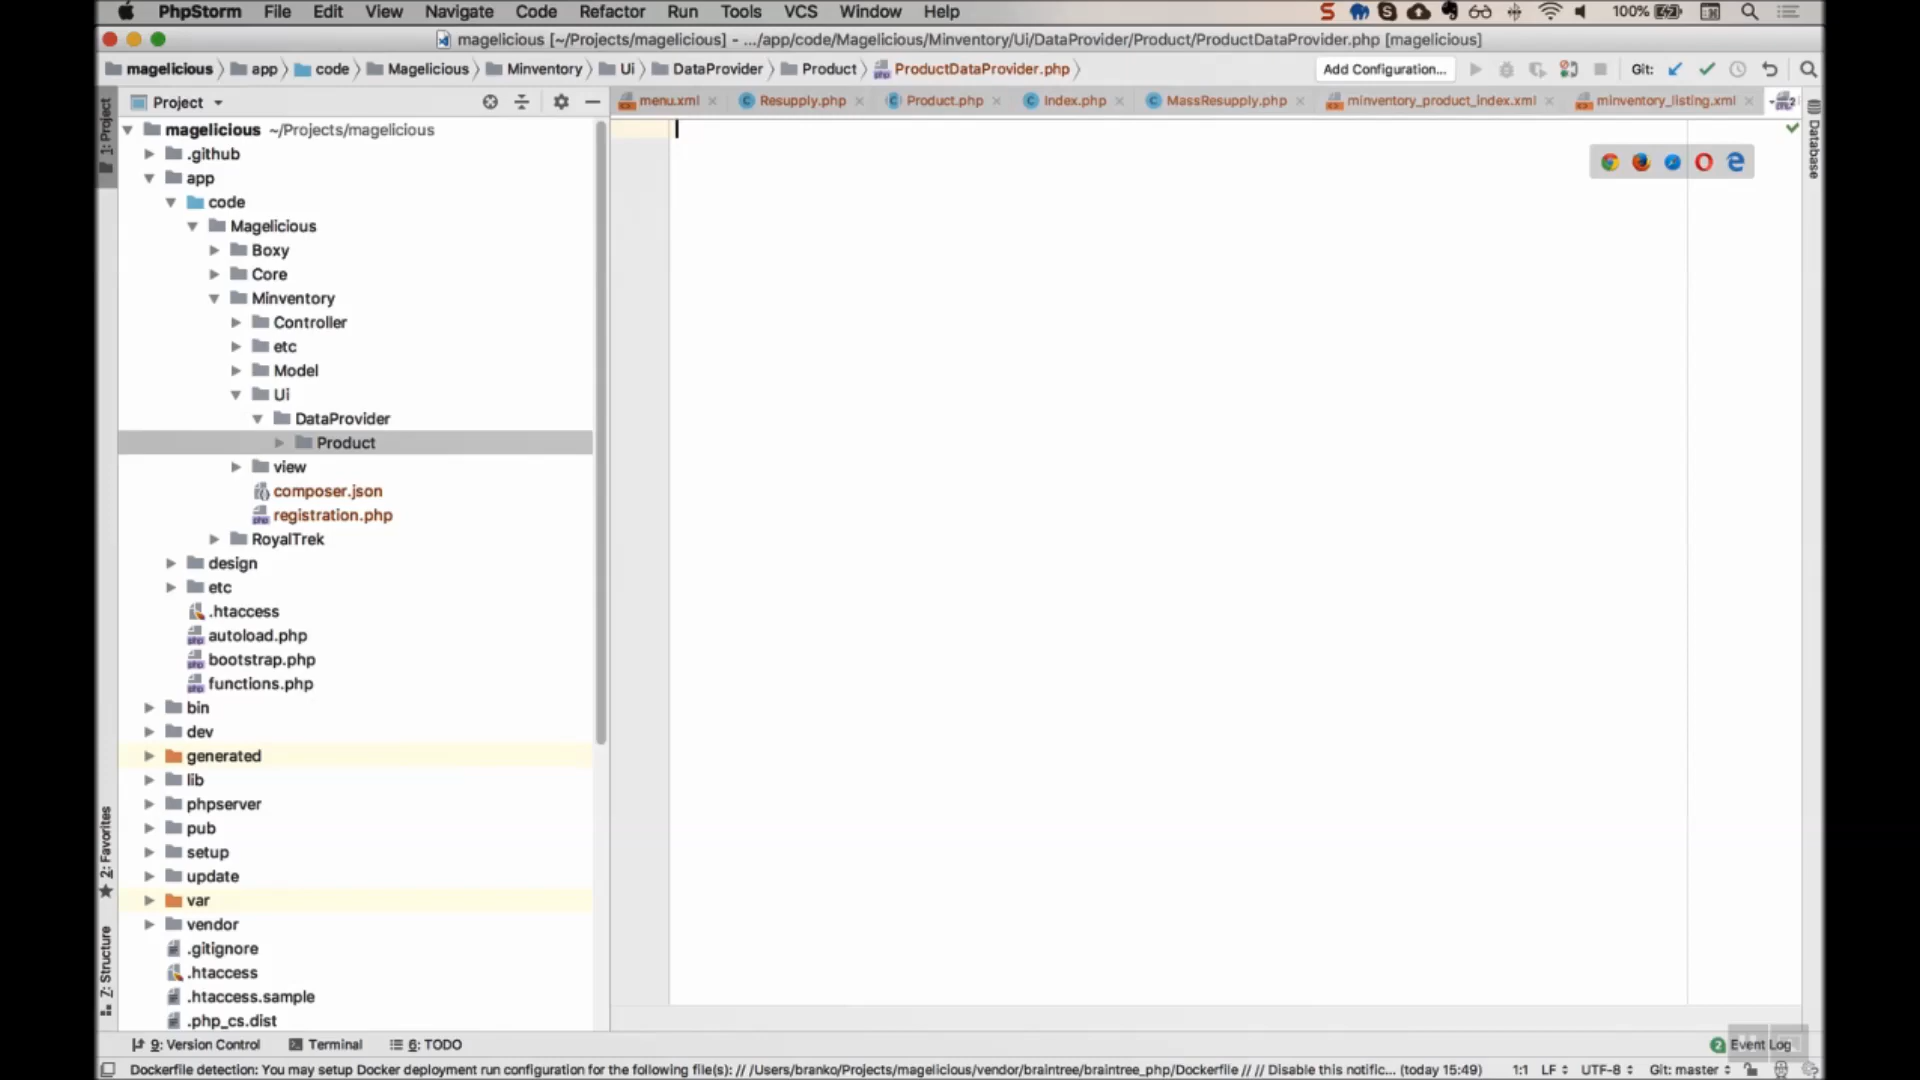 PhpStorm File Edit View Navigate Code Refactor Run Tools VCS Window Help 100%
magelicious [~/Projects/magelicious] - .../app/code/Magelicious/Minventory/Ui/DataProvider/Product/ProductDataProvider.php [magelicious]
magelicious app code Magelicious Minventory Ui DataProvider Product ProductDataProvider.php Add Configuration... Git:
Project menu.xml Resupply.php Product.php Index.php MassResupply.php minventory_product_index.xml minventory_listing.xml
1: Project
Database
magelicious ~/Projects/magelicious
.github
app
code
Magelicious
Boxy
Core
Minventory
Controller
etc
Model
Ui
DataProvider
Product
view
composer.json
registration.php
RoyalTrek
design
etc
.htaccess
autoload.php
bootstrap.php
functions.php
bin
dev
generated
lib
phpserver
pub
setup
update
var
vendor
.gitignore
.htaccess
.htaccess.sample
.php_cs.dist
2: Favorites
Z: Structure
9: Version Control Terminal 6: TODO 2 Event Log
Dockerfile detection: You may setup Docker deployment run configuration for the following file(s): // /Users/branko/Projects/magelicious/vendor/braintree/braintree_php/Dockerfile // // Disable this notific... (today 15:49) 1:1 LF UTF-8 Git: master